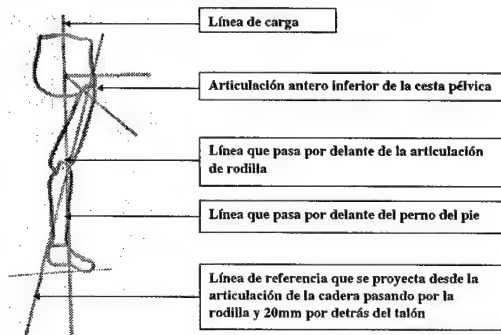 Línea de carga
Articulación antero inferior de la cesta pélvica
Línea que pasa por delante de la articulación
de rodilla
Línea que pasa por delante del perno del pie
Línea de referencia que se proyecta desde la
articulación de la cadera pasando por la
rodilla y 20mm por detrás del talón